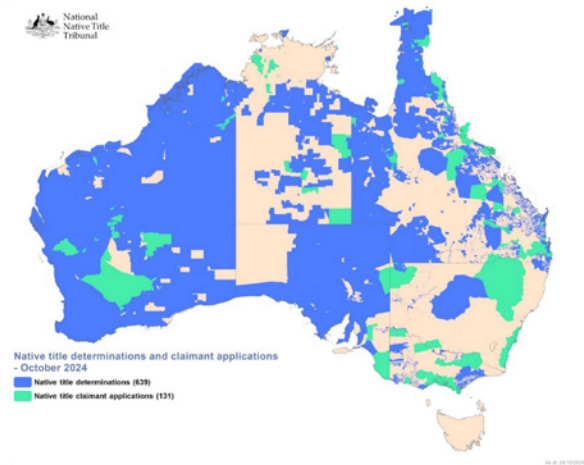 National
Native Title
Tribunal
Native title determinations and claimant applications
- October 2024
Native title determinations (639)
Native title claimant applications (131)